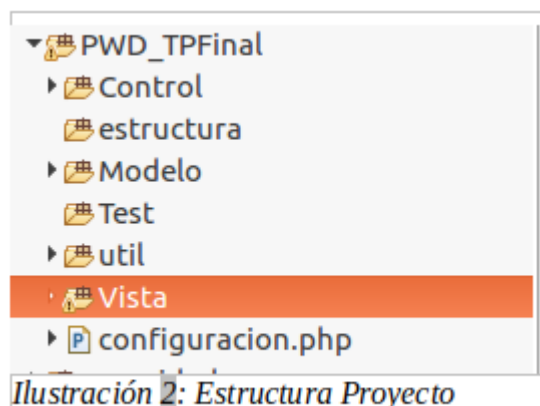 PWD_TPFinal
Control
estructura
Modelo
Test
util
Vista
configuracion.php
Ilustración 2: Estructura Proyecto